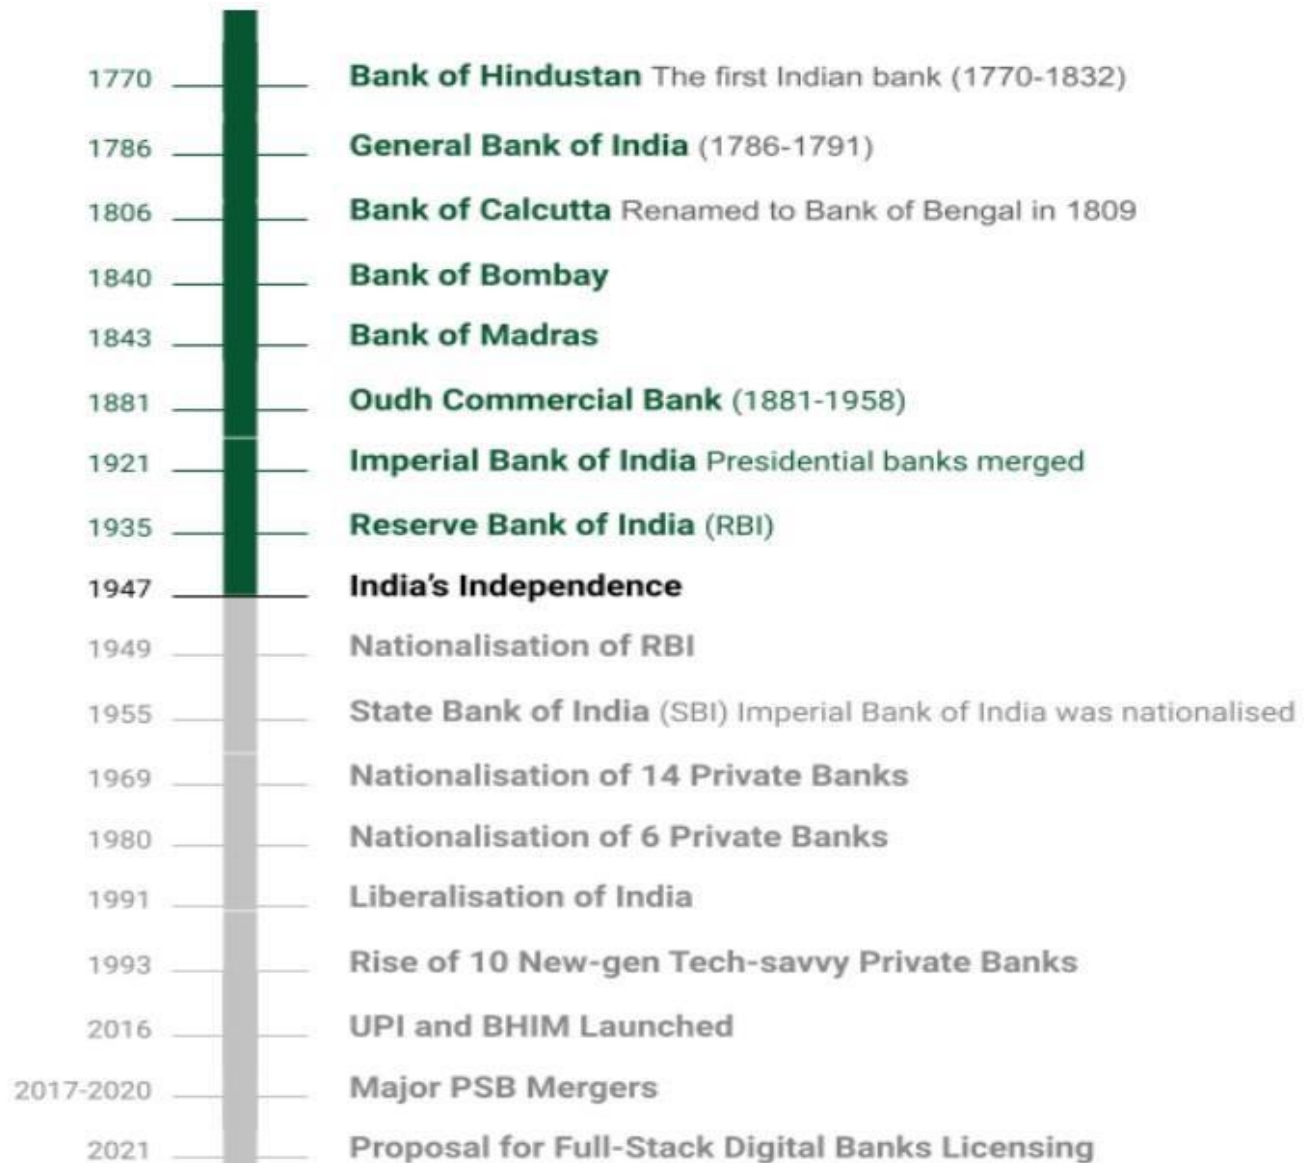 1770 Bank of Hindustan The first Indian bank (1770-1832)
1786 General Bank of India (1786-1791)
1806 Bank of Calcutta Renamed to Bank of Bengal in 1809
1840 Bank of Bombay
1843 Bank of Madras
1881 Oudh Commercial Bank (1881-1958)
1921 Imperial Bank of India Presidential banks merged
1935 Reserve Bank of India (RBI)
1947 India’s Independence
1949 Nationalisation of RBI
1955 State Bank of India (SBI) Imperial Bank of India was nationalised
1969 Nationalisation of 14 Private Banks
1980 Nationalisation of 6 Private Banks
1991 Liberalisation of India
1993 Rise of 10 New-gen Tech-savvy Private Banks
2016 UPI and BHIM Launched
2017-2020 Major PSB Mergers
2021 Proposal for Full-Stack Digital Banks Licensing